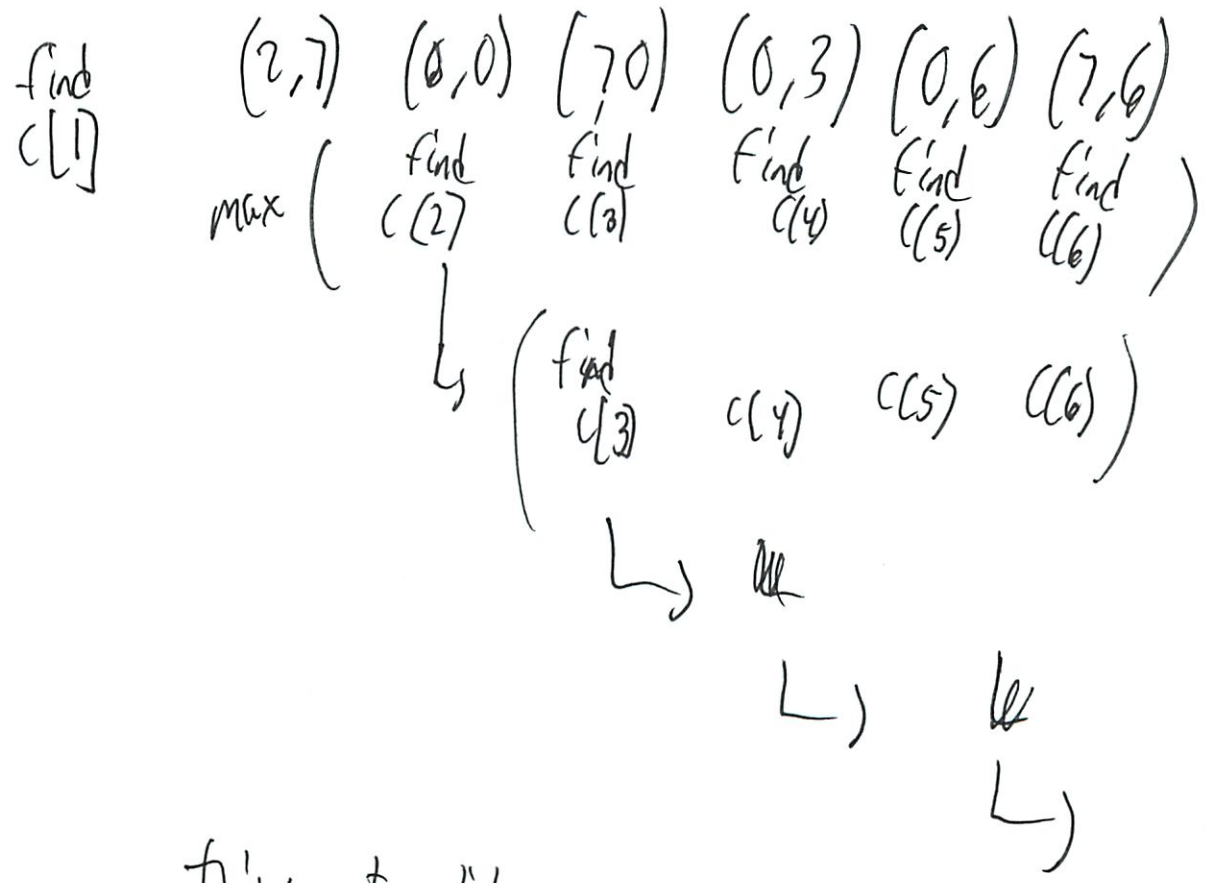 find (2,7) (0,0) (7,0) (0,3) (0,6) (7,6)
C[1]
find find find find find
max ( C[2] C[3] C[4] C[5] C[6] )
( find
C[3] C[4] C[5] C[6] )